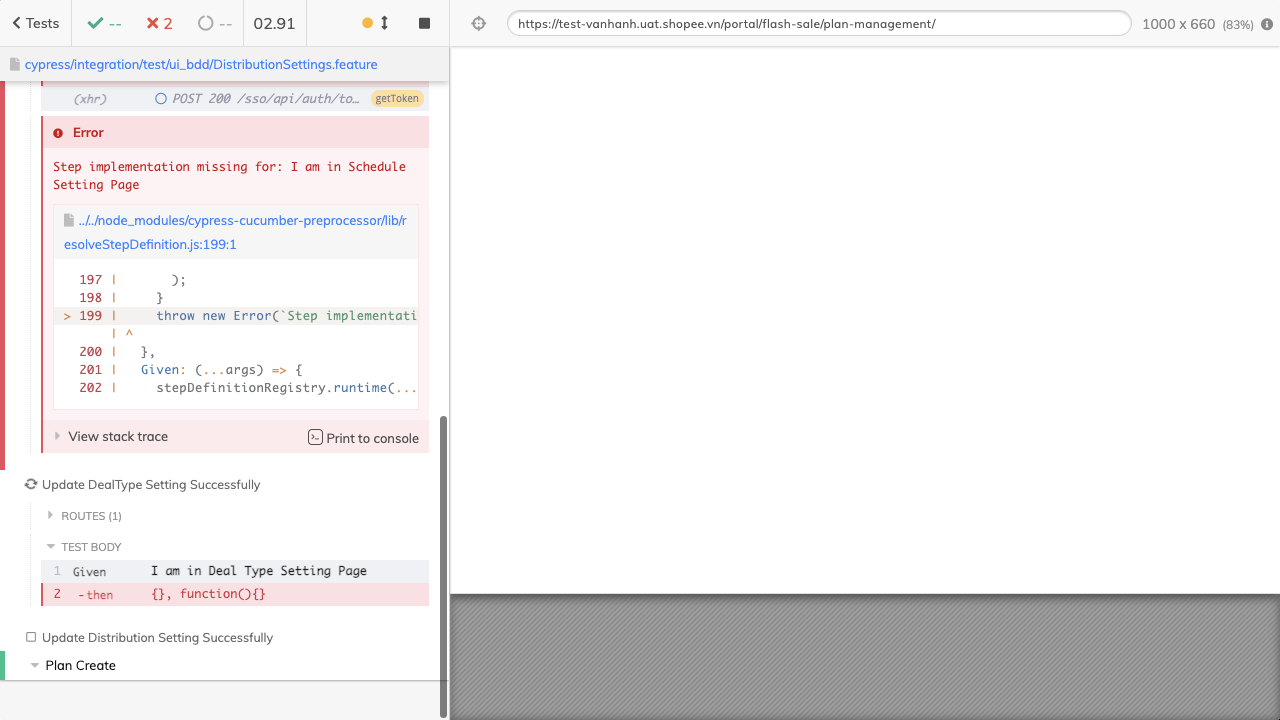 Tests
--
2
--
02.91
https://test-vanhanh.uat.shopee.vn/portal/flash-sale/plan-management/
1000 x 660 (83%)
cypress/integration/test/ui_bdd/DistributionSettings.feature
(xhr) POST 200 /sso/api/auth/to… getToken
Error
Step implementation missing for: I am in Schedule
Setting Page
../../node_modules/cypress-cucumber-preprocessor/lib/r
esolveStepDefinition.js:199:1
197 | );
198 | }
> 199 | throw new Error(`Step implementati
| ^
200 | },
201 | Given: (...args) => {
202 | stepDefinitionRegistry.runtime(...
View stack trace
Print to console
Update DealType Setting Successfully
ROUTES (1)
TEST BODY
1 Given I am in Deal Type Setting Page
2 -then {}, function(){}
Update Distribution Setting Successfully
Plan Create